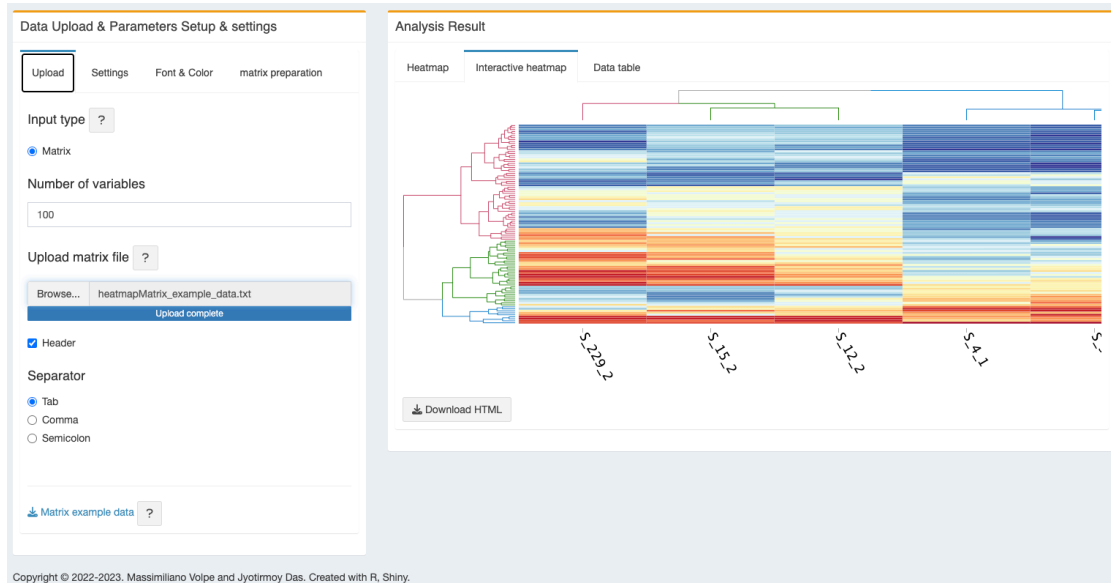 Data Upload & Parameters Setup & settings
Upload Settings Font & Color matrix preparation
Input type ?
Matrix
Number of variables
100
Upload matrix file ?
Browse... heatmapMatrix_example_data.txt
Upload complete
Header
Separator
Tab
Comma
Semicolon
Matrix example data ?
Analysis Result
Heatmap Interactive heatmap Data table
S_229_2
S_15_2
S_12_2
S_4_1
Download HTML
Copyright © 2022-2023. Massimiliano Volpe and Jyotirmoy Das. Created with R, Shiny.